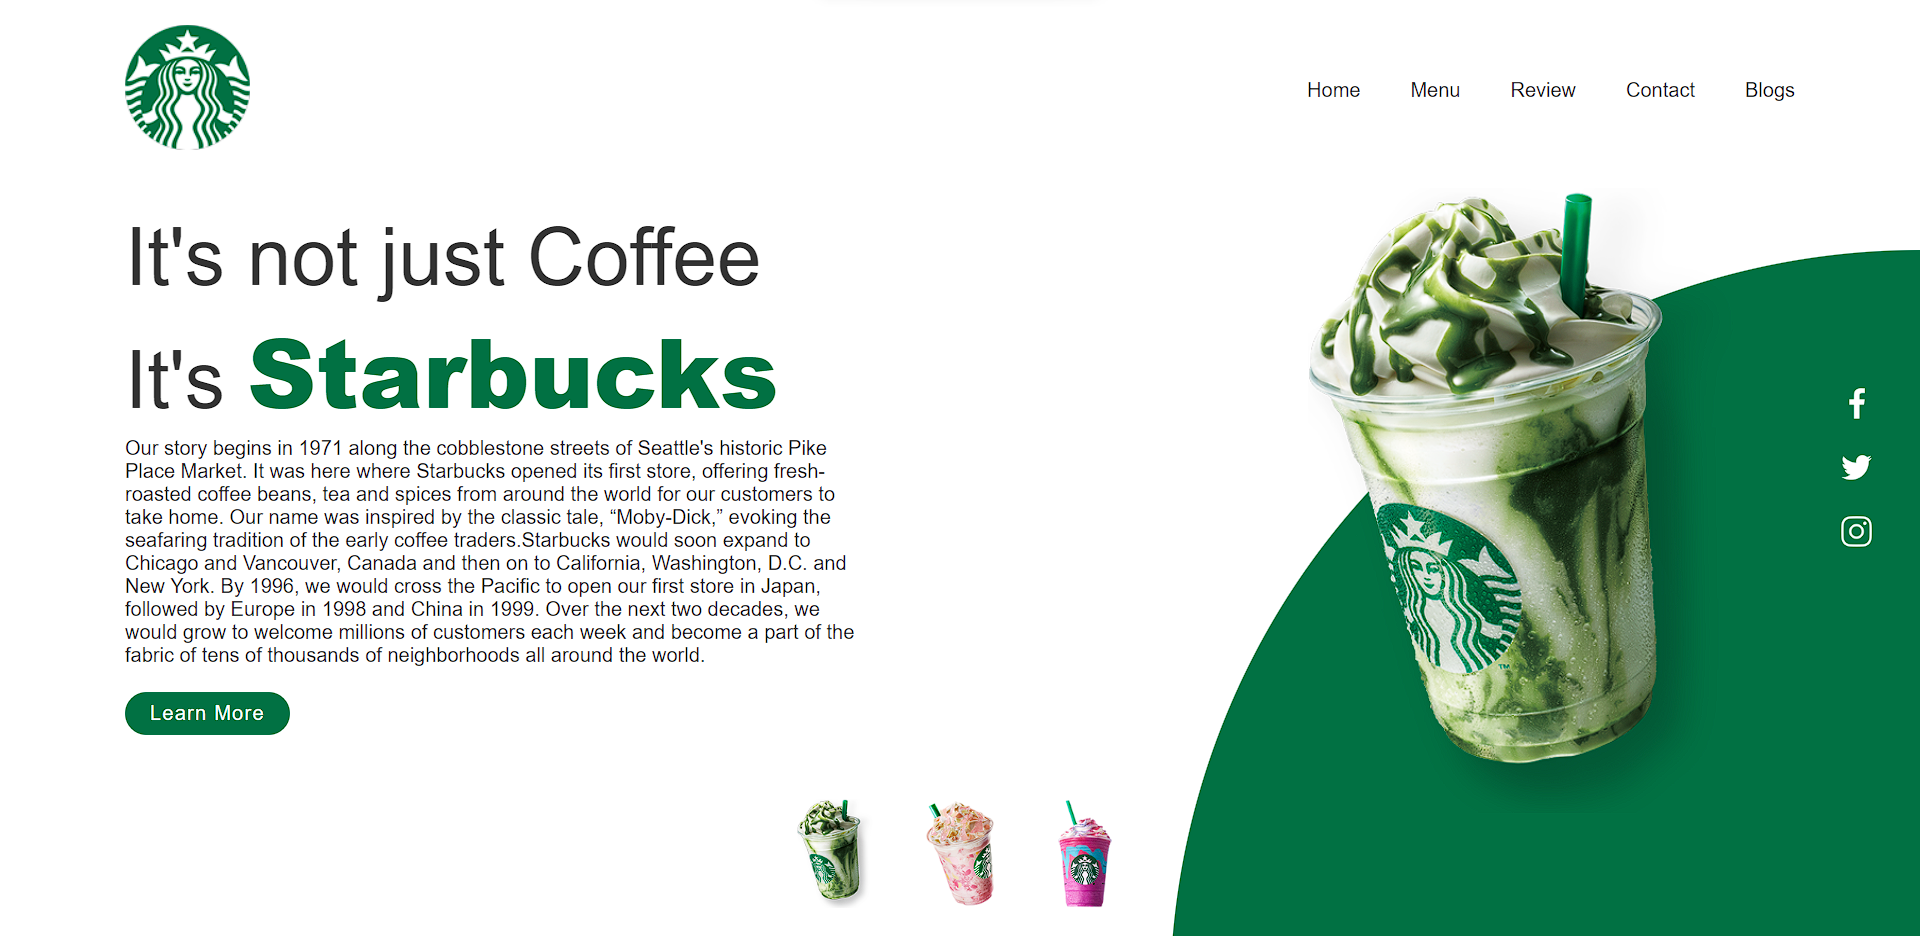 Home Menu Review Contact Blogs
It's not just Coffee
It's Starbucks
Our story begins in 1971 along the cobblestone streets of Seattle's historic Pike
Place Market. It was here where Starbucks opened its first store, offering fresh-
roasted coffee beans, tea and spices from around the world for our customers to
take home. Our name was inspired by the classic tale, “Moby-Dick,” evoking the
seafaring tradition of the early coffee traders.Starbucks would soon expand to
Chicago and Vancouver, Canada and then on to California, Washington, D.C. and
New York. By 1996, we would cross the Pacific to open our first store in Japan,
followed by Europe in 1998 and China in 1999. Over the next two decades, we
would grow to welcome millions of customers each week and become a part of the
fabric of tens of thousands of neighborhoods all around the world.
Learn More
TM